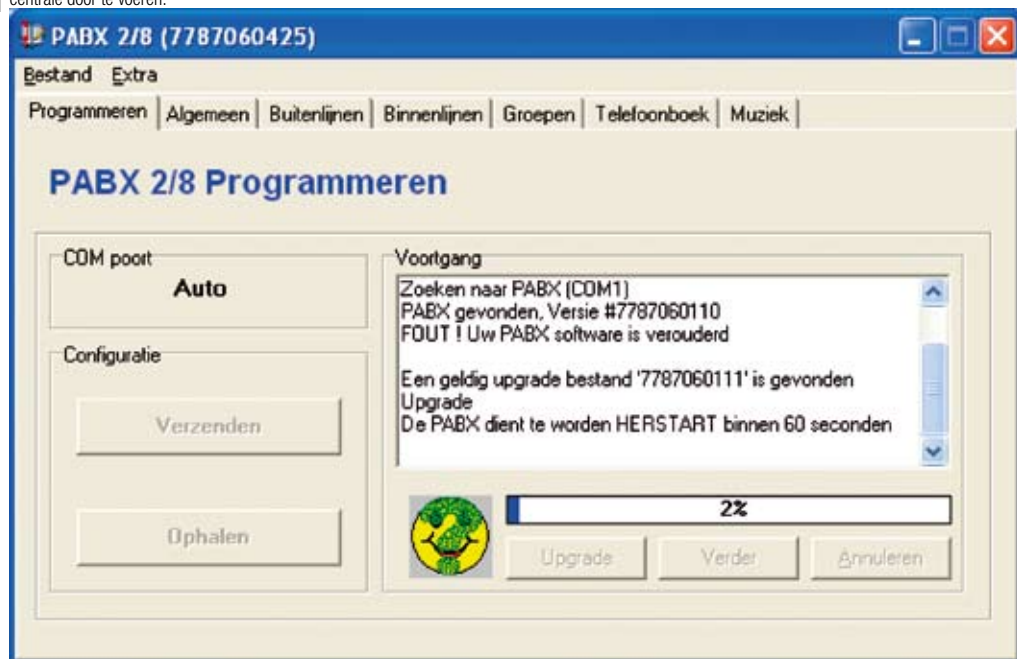 centrale door te voeren.
PABX 2/8 (7787060425)
Bestand Extra
Programmeren Algemeen Buitenlijnen Binnenlijnen Groepen Telefoonboek Muziek
PABX 2/8 Programmeren
COM poort
Auto
Configuratie
Verzenden
Ophalen
Voortgang
Zoeken naar PABX (COM1)
PABX gevonden, Versie #7787060110
FOUT ! Uw PABX software is verouderd
Een geldig upgrade bestand '7787060111' is gevonden
Upgrade
De PABX dient te worden HERSTART binnen 60 seconden
2%
Upgrade Verder Annuleren